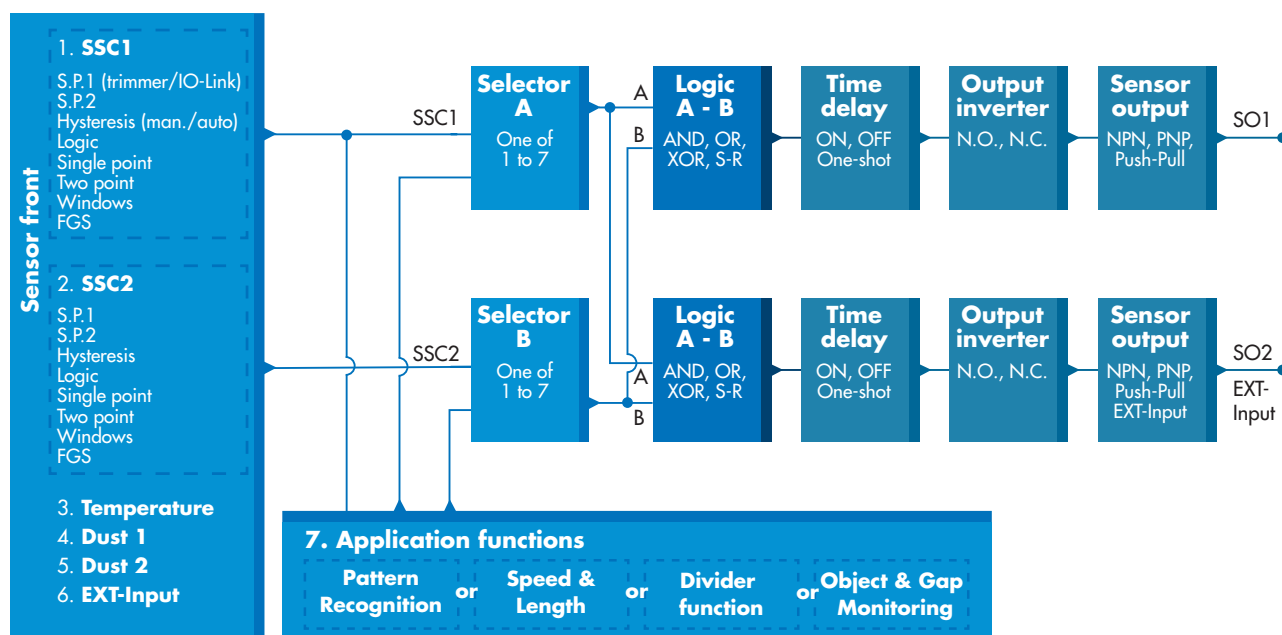 Sensor front
1. SSC1
S.P.1 (trimmer/IO-Link)
S.P.2
Hysteresis (man./auto)
Logic
Single point
Two point
Windows
FGS
2. SSC2
S.P.1
S.P.2
Hysteresis
Logic
Single point
Two point
Windows
FGS
3. Temperature
4. Dust 1
5. Dust 2
6. EXT-Input
SSC1
Selector
A
One of
1 to 7
A
B
Logic
A - B
AND, OR,
XOR, S-R
Time
delay
ON, OFF
One-shot
Output
inverter
N.O., N.C.
Sensor
output
NPN, PNP,
Push-Pull
SO1
SSC2
Selector
B
One of
1 to 7
A
B
Logic
A - B
AND, OR,
XOR, S-R
Time
delay
ON, OFF
One-shot
Output
inverter
N.O., N.C.
Sensor
output
NPN, PNP,
Push-Pull
EXT-Input
SO2
EXT-
Input
7. Application functions
Pattern
Recognition
or
Speed &
Length
or
Divider
function
or
Object & Gap
Monitoring